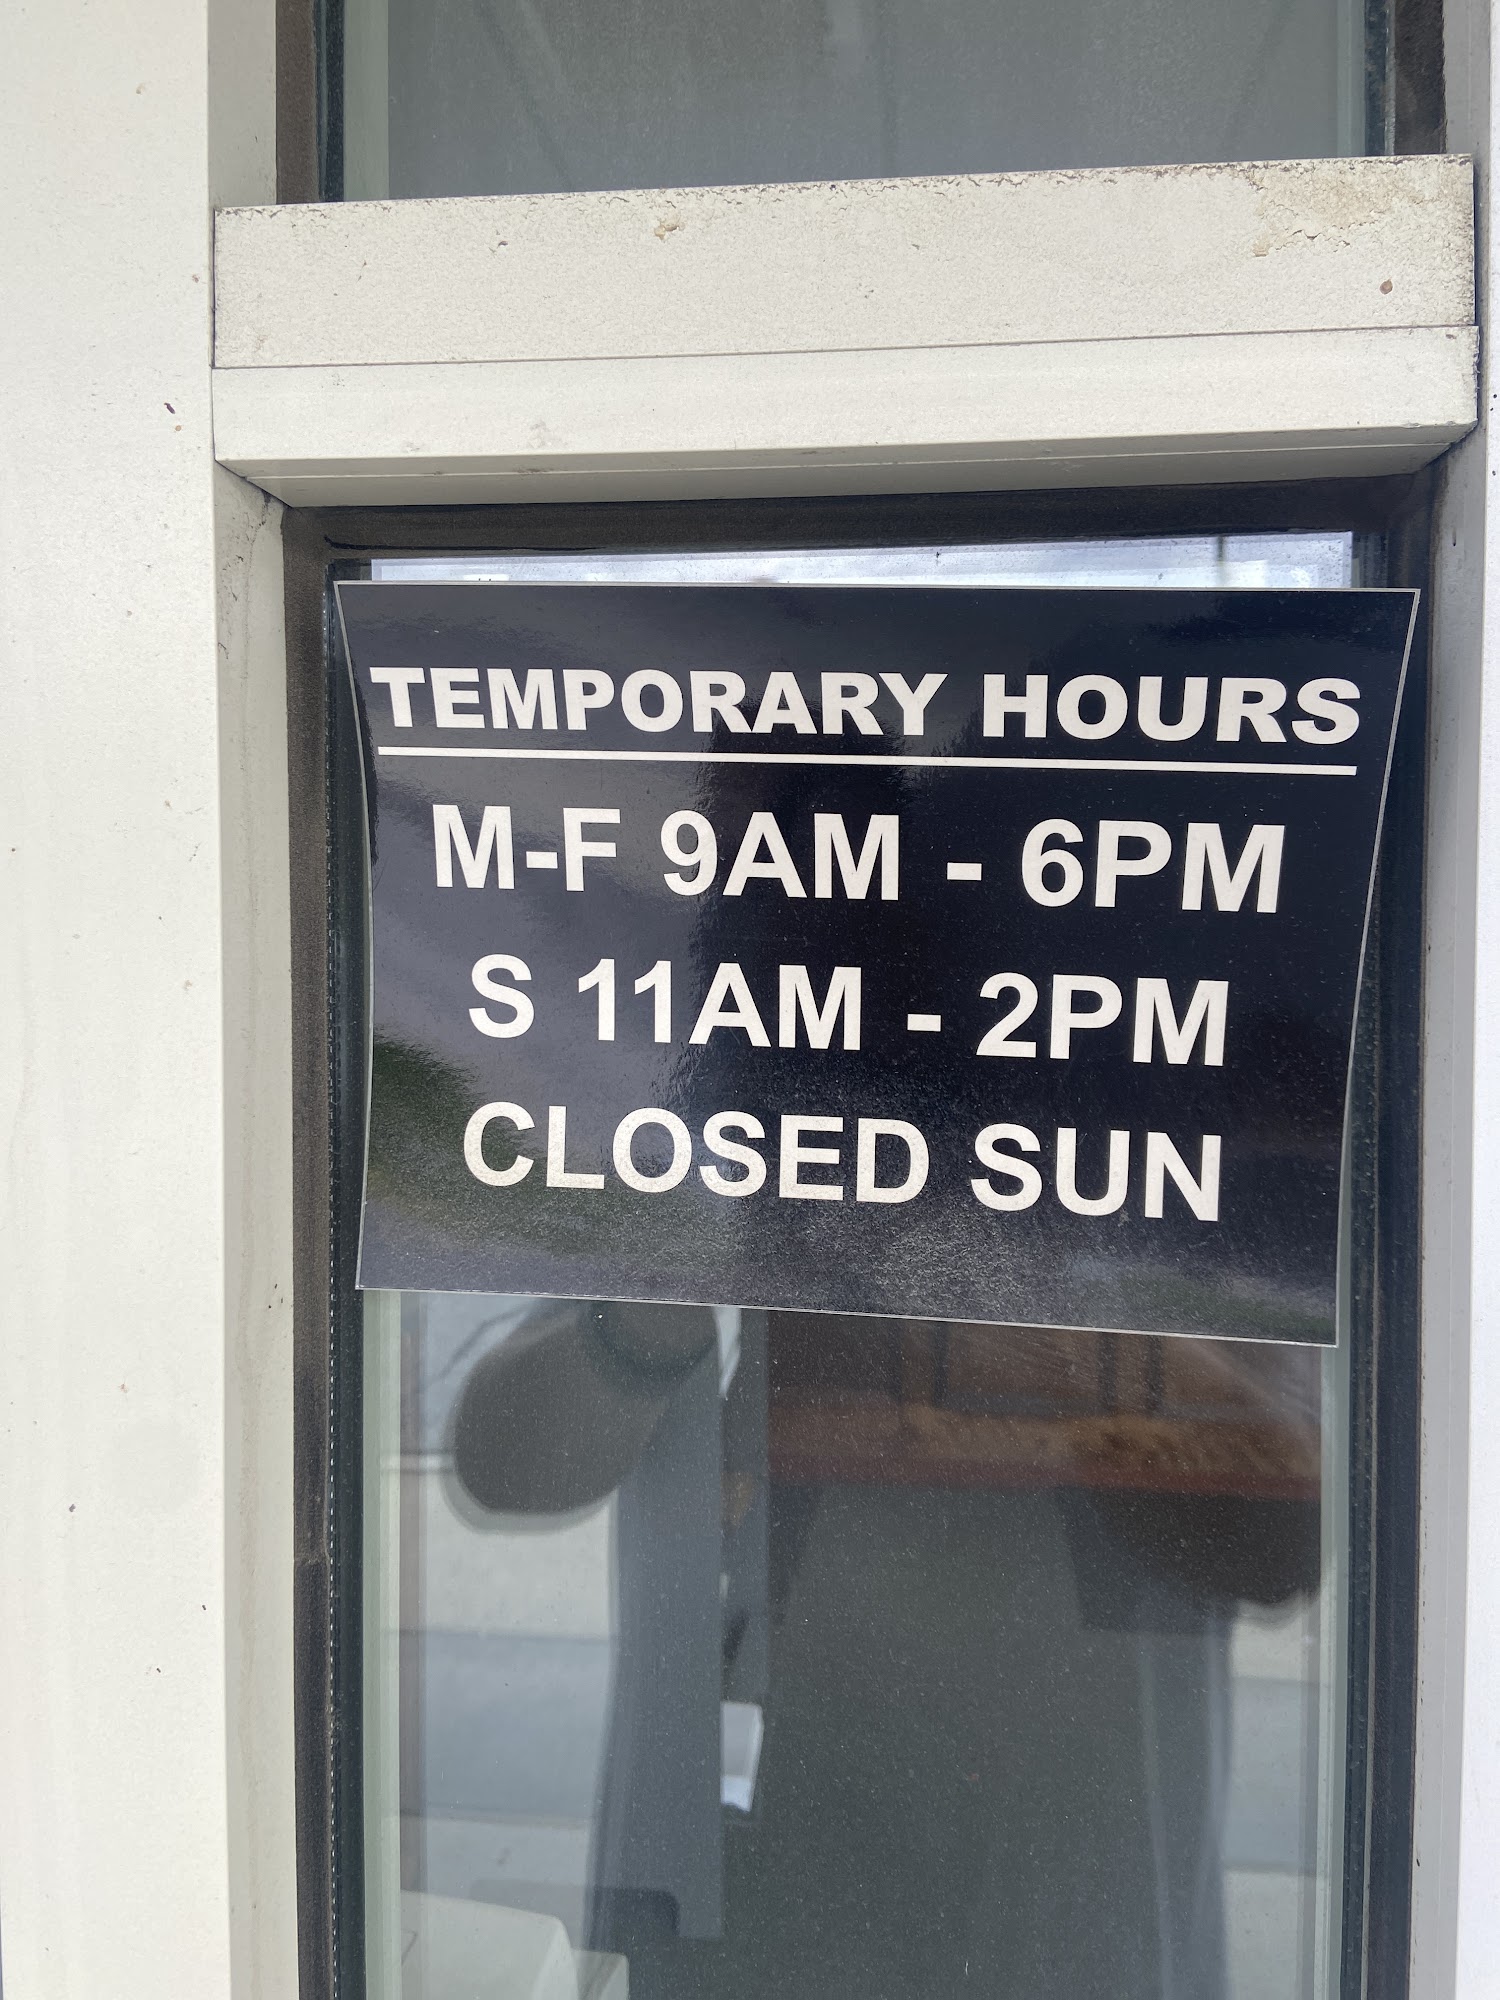 TEMPORARY HOURS
M-F 9AM - 6PM
S 11AM - 2PM
CLOSED SUN